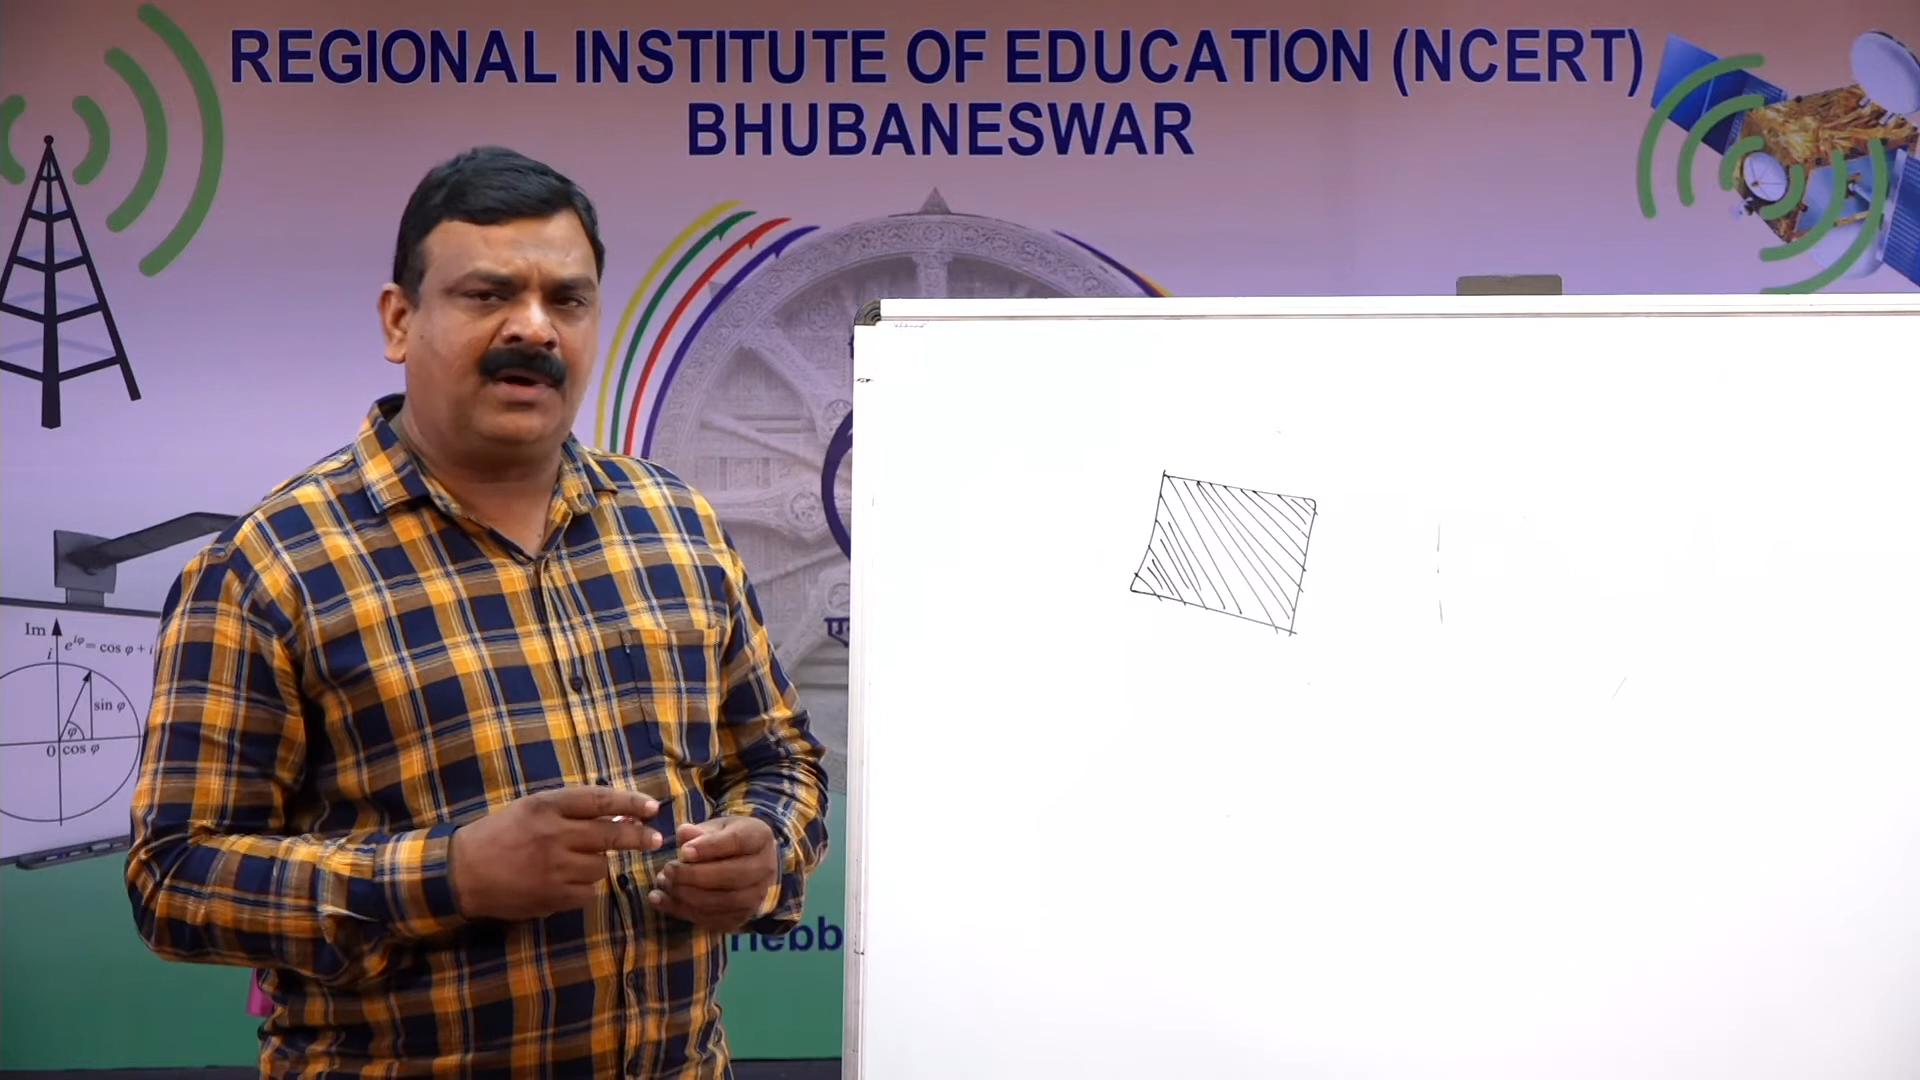 REGIONAL INSTITUTE OF EDUCATION (NCERT)
BHUBANESWAR
Im
i
e^iφ = cos φ + i
sin φ
φ
0
cos φ